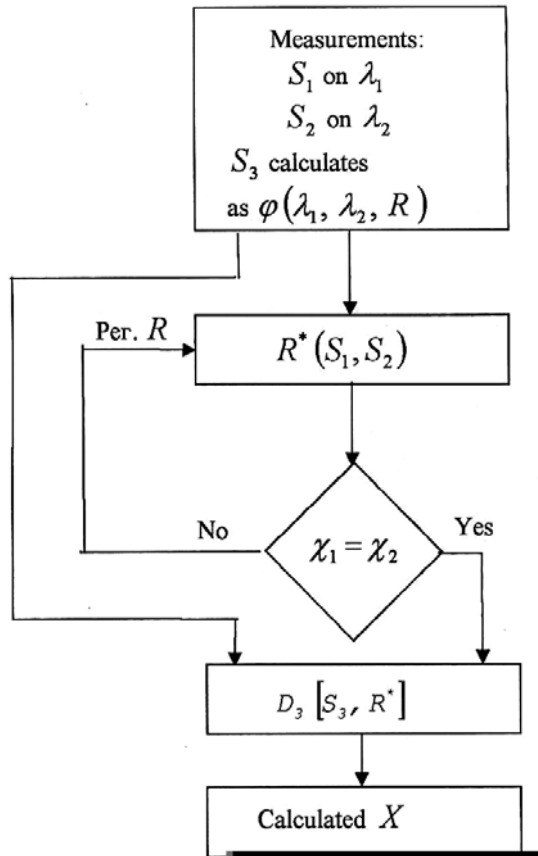 Measurements:
S₁ on λ₁
S₂ on λ₂
S₃ calculates
as φ(λ₁, λ₂, R)
Per. R
R*(S₁, S₂)
No
χ₁ = χ₂
Yes
D₃ [S₃, R*]
Calculated X